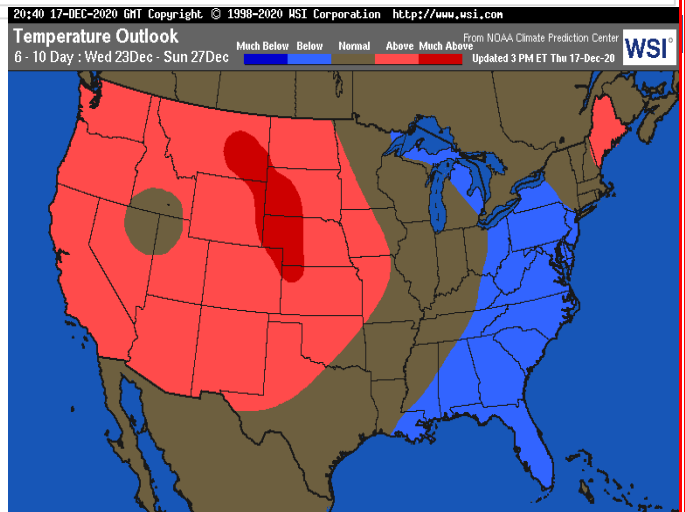 20:40 17-DEC-2020 GMT Copyright © 1998-2020 WSI Corporation http://www.wsi.com
Temperature Outlook
From NOAA Climate Prediction Center
6 - 10 Day : Wed 23Dec - Sun 27Dec
Much Below Below Normal Above Much Above
Updated 3 PM ET Thu 17-Dec-20
WSI°